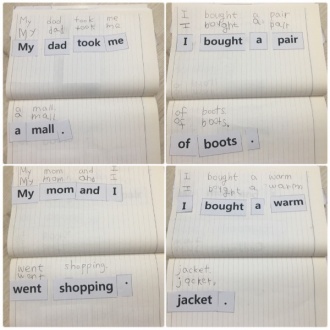 My dad took me
MY dad took me
My dad took me
a mall.
a mall
a mall .
I bought a pair
I bought a pair
I bought a pair
of boots.
of boots.
of boots .
My mom and I
My mom and I
My mom and I
went shopping.
went
went shopping .
I bought a warm
I bought a warm
I bought a warm
jacket.
jacket.
jacket .